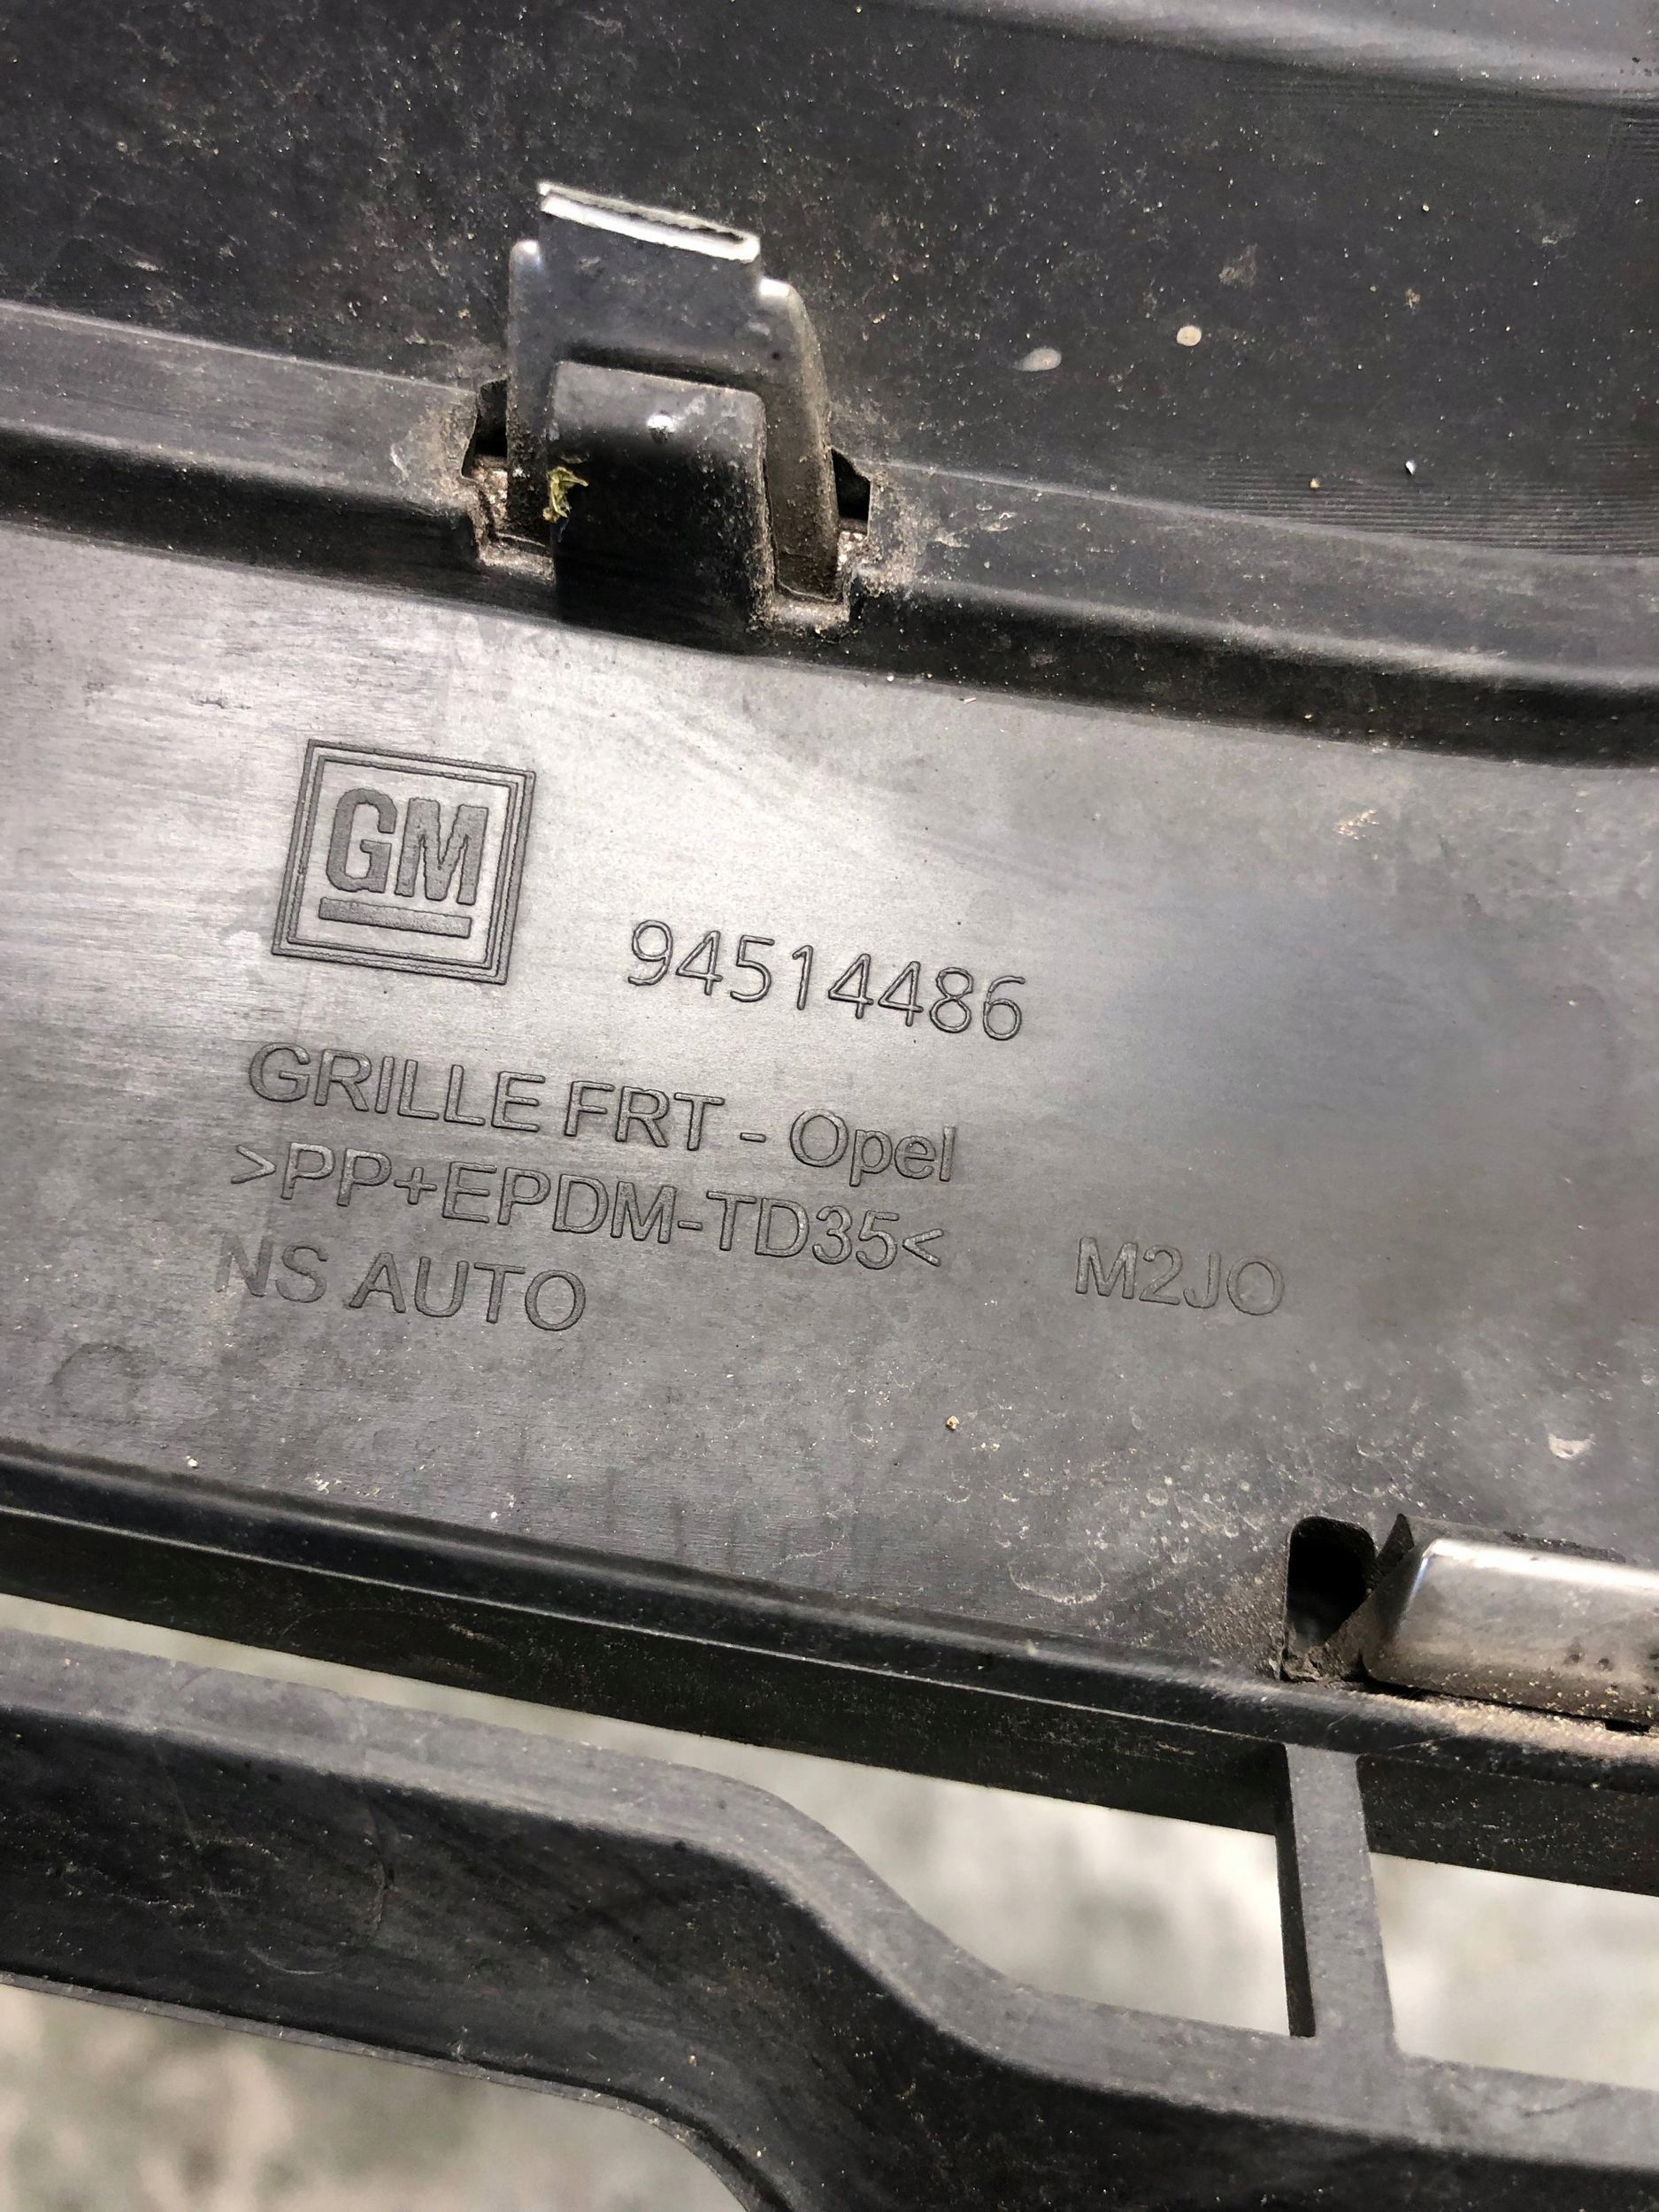 GM
94514486
GRILLE FRT - Opel
>PP+EPDM-TD35<
M2JO
NS AUTO